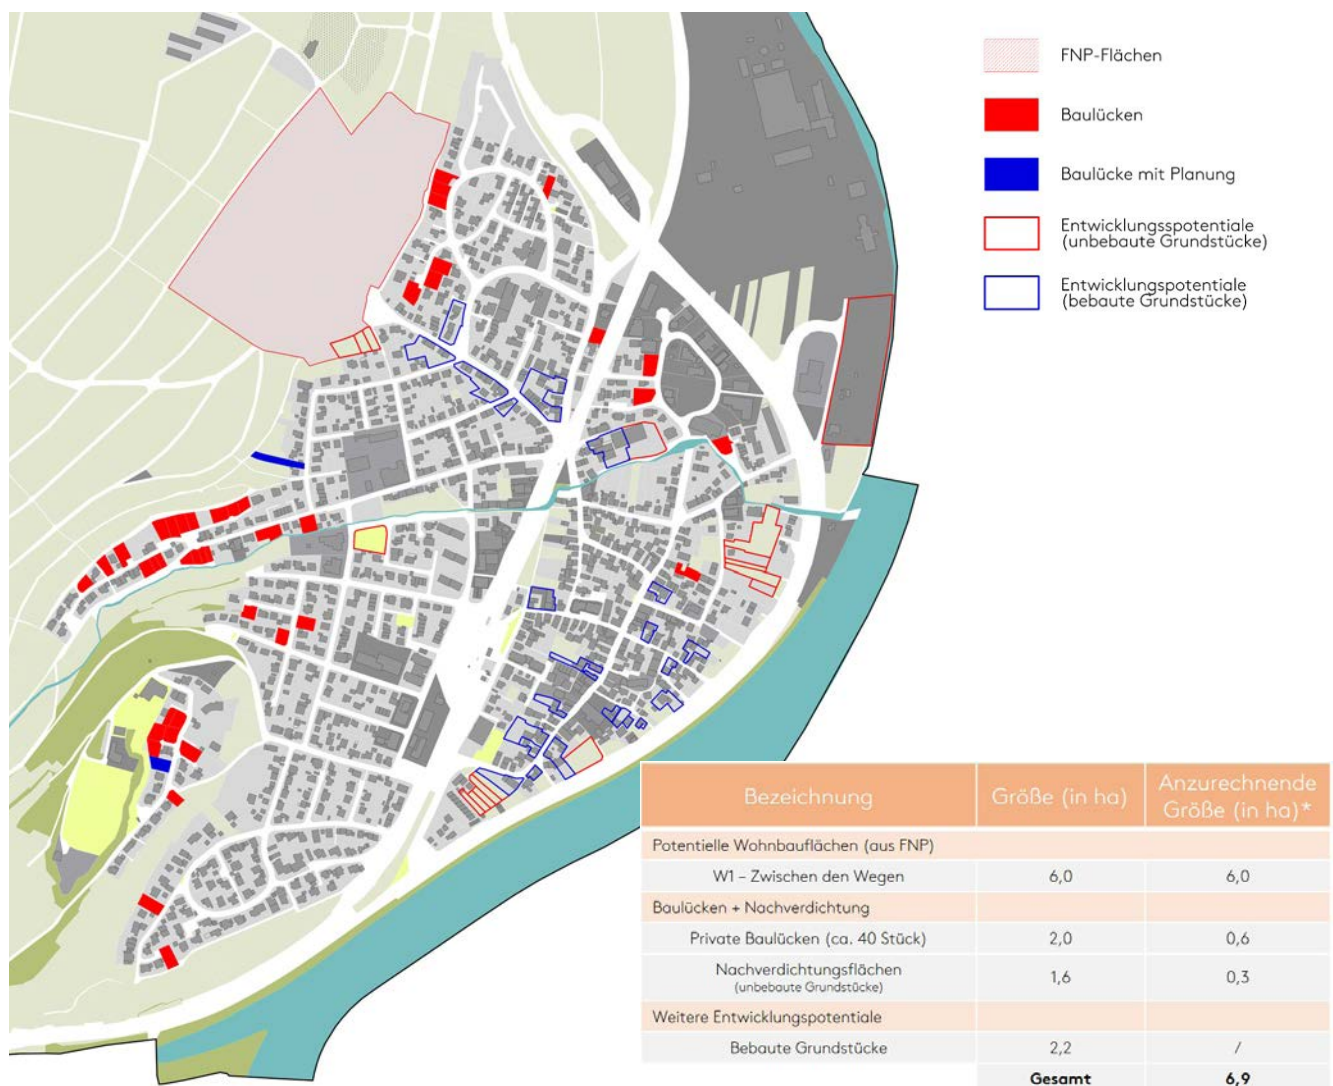 FNP-Flächen
Baulücken
Baulücke mit Planung
Entwicklungsspotentiale
(unbebaute Grundstücke)
Entwicklungspotentiale
(bebaute Grundstücke)
Bezeichnung Größe (in ha) Anzurechnende
Größe (in ha)*
Potentielle Wohnbauflächen (aus FNP)
W1 – Zwischen den Wegen 6,0 6,0
Baulücken + Nachverdichtung
Private Baulücken (ca. 40 Stück) 2,0 0,6
Nachverdichtungsflächen
(unbebaute Grundstücke) 1,6 0,3
Weitere Entwicklungspotentiale
Bebaute Grundstücke 2,2 /
Gesamt 6,9